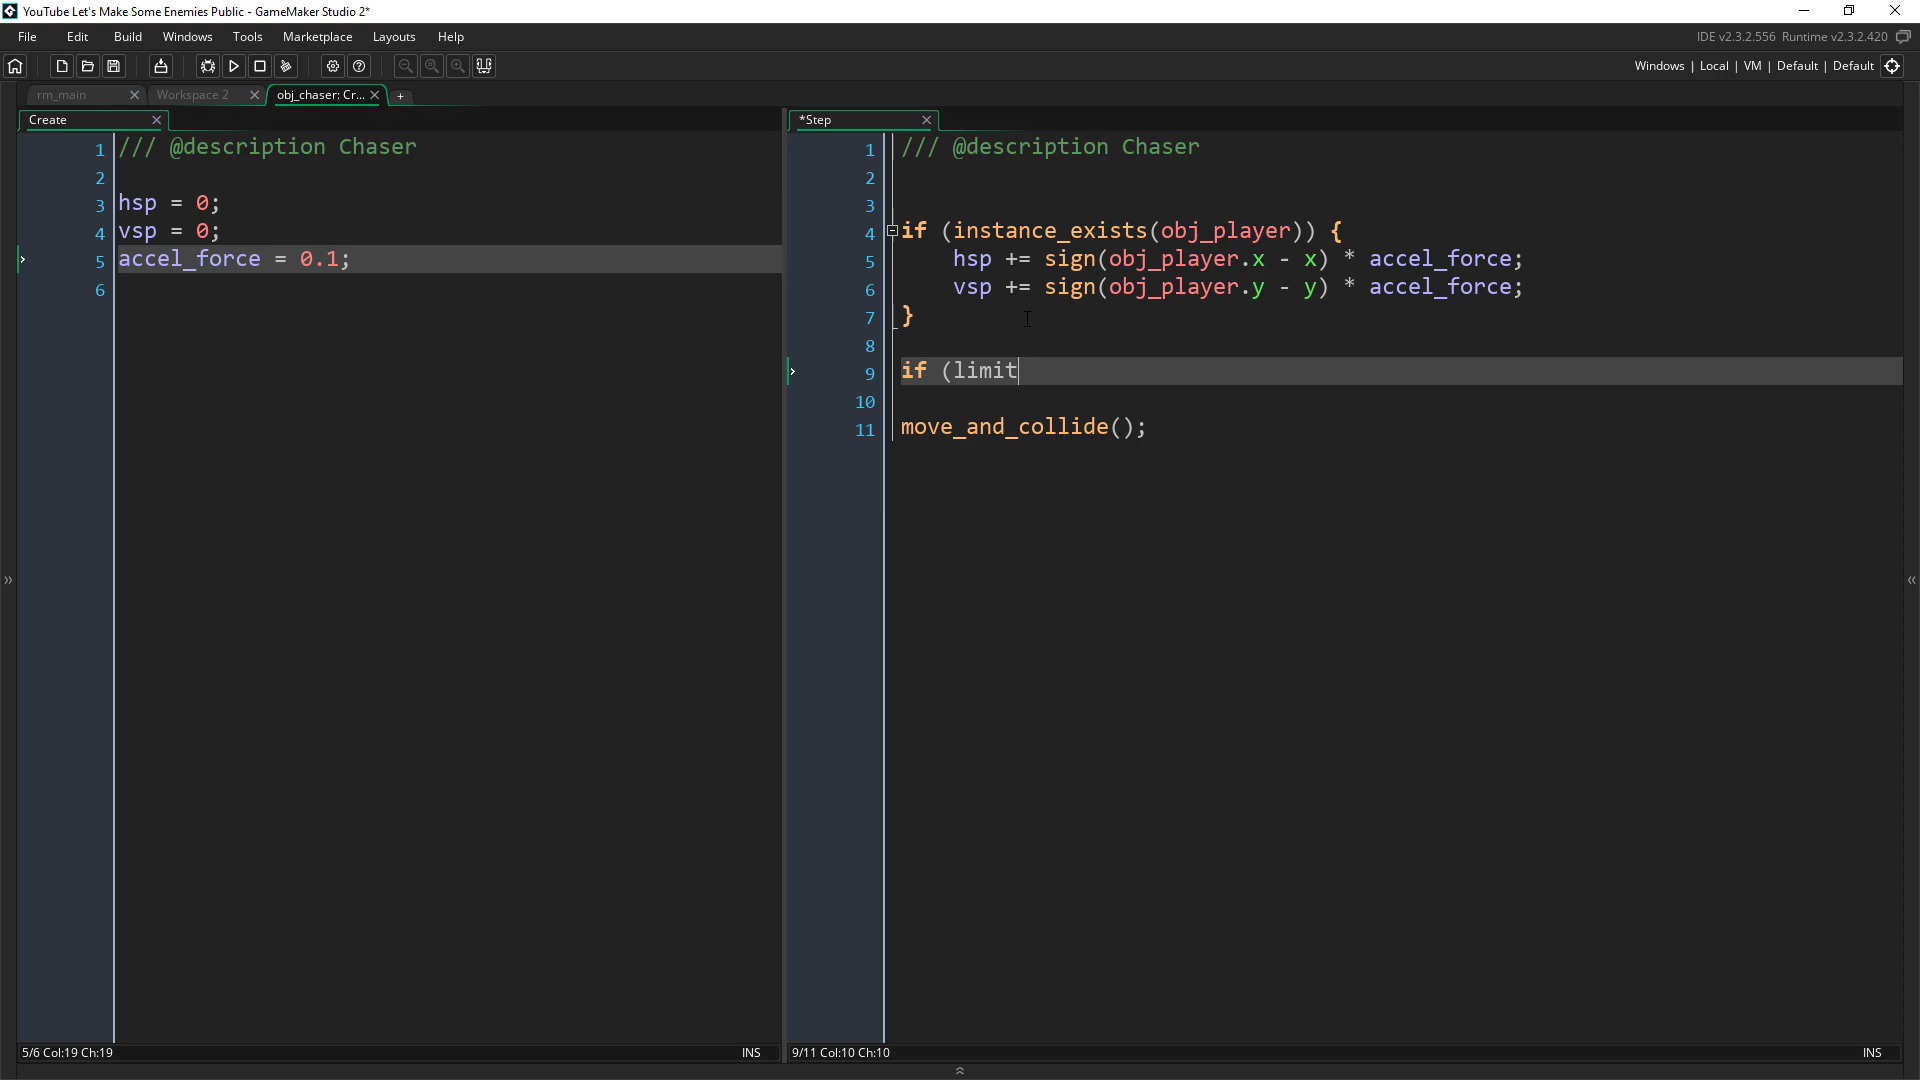 YouTube Let's Make Some Enemies Public - GameMaker Studio 2*
File Edit Build Windows Tools Marketplace Layouts Help
IDE v2.3.2.556 Runtime v2.3.2.420
Windows | Local | VM | Default | Default
rm_main
Workspace 2
obj_chaser: Cr...
Create
1 /// @description Chaser
2
3 hsp = 0;
4 vsp = 0;
5 accel_force = 0.1;
6
5/6 Col:19 Ch:19
INS
*Step
1 /// @description Chaser
2
3
4 if (instance_exists(obj_player)) {
5 hsp += sign(obj_player.x - x) * accel_force;
6 vsp += sign(obj_player.y - y) * accel_force;
7 }
8
9 if (limit
10
11 move_and_collide();
9/11 Col:10 Ch:10
INS